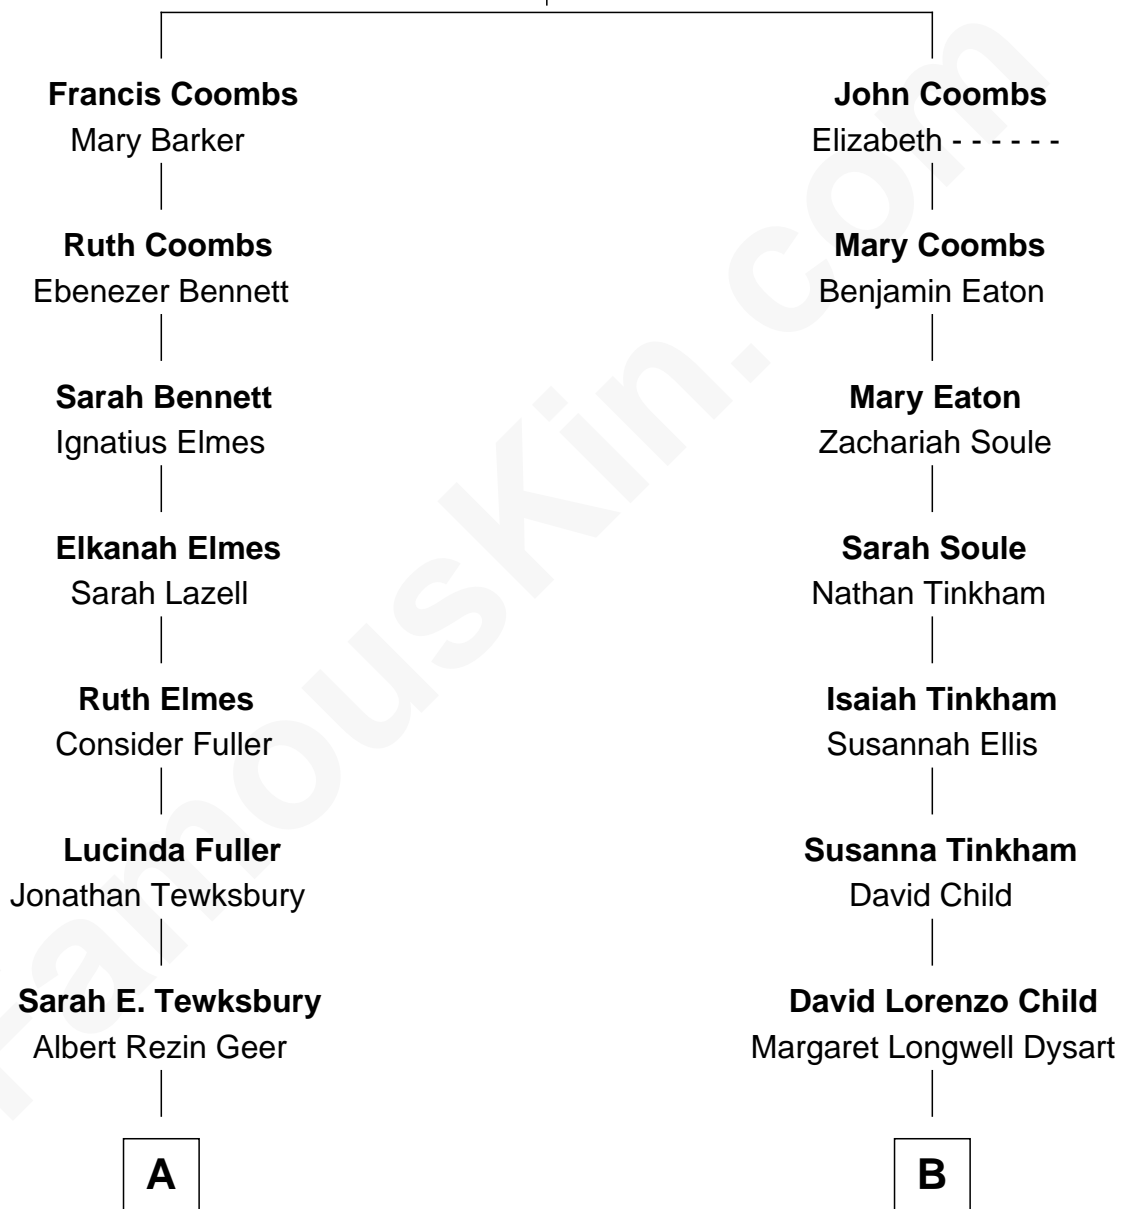 Francis Coombs
Mary Barker
John Coombs
Elizabeth - - - - - -
Ruth Coombs
Ebenezer Bennett
Mary Coombs
Benjamin Eaton
Sarah Bennett
Ignatius Elmes
Mary Eaton
Zachariah Soule
Elkanah Elmes
Sarah Lazell
Sarah Soule
Nathan Tinkham
Ruth Elmes
Consider Fuller
Isaiah Tinkham
Susannah Ellis
Lucinda Fuller
Jonathan Tewksbury
Susanna Tinkham
David Child
Sarah E. Tewksbury
Albert Rezin Geer
David Lorenzo Child
Margaret Longwell Dysart
A
B
FamousKin.com